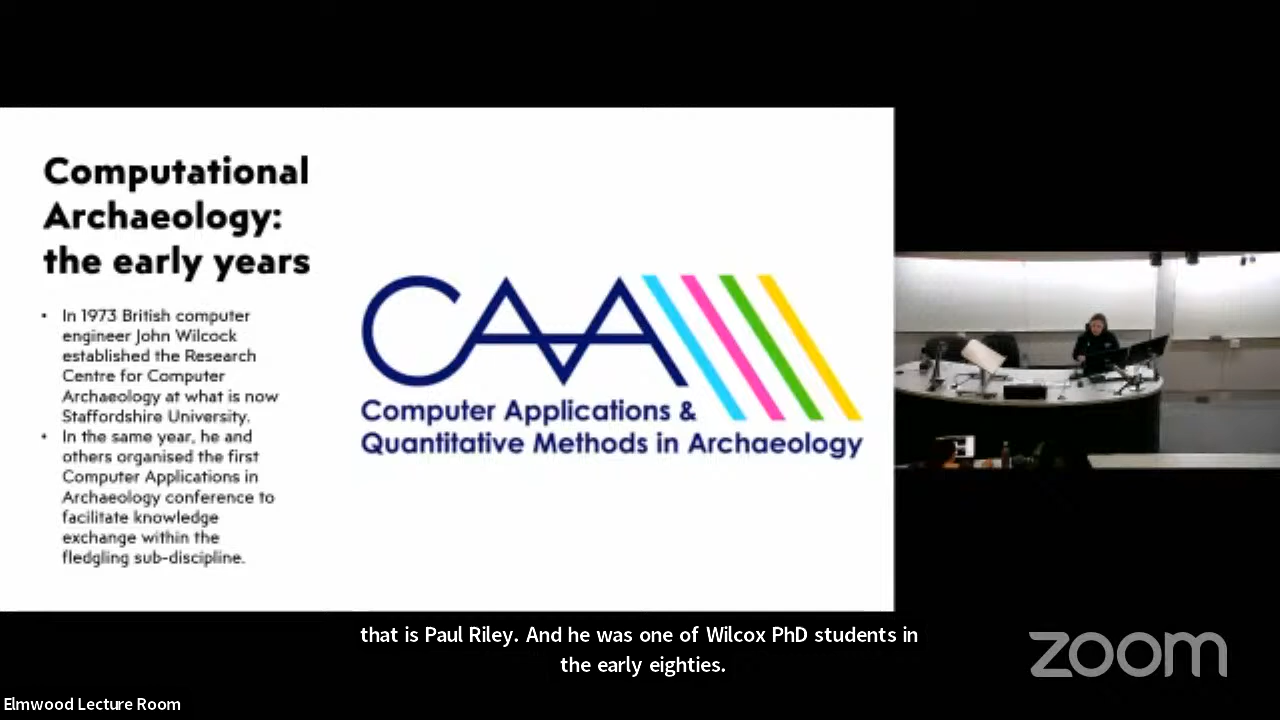 Computational
Archaeology:
the early years
• In 1973 British computer
engineer John Wilcock
established the Research
Centre for Computer
Archaeology at what is now
Staffordshire University.
• In the same year, he and
others organised the first
Computer Applications in
Archaeology conference to
facilitate knowledge
exchange within the
fledgling sub-discipline.
CAA
Computer Applications &
Quantitative Methods in Archaeology
that is Paul Riley. And he was one of Wilcox PhD students in
the early eighties.
zoom
Elmwood Lecture Room